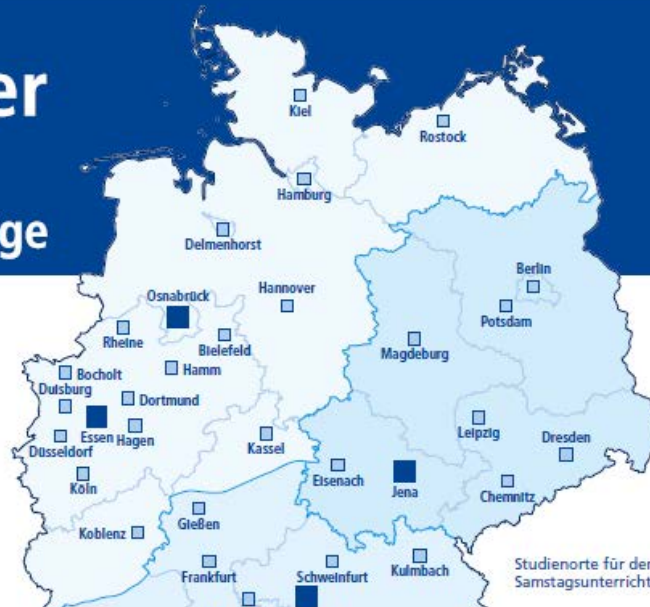 er
ge
Kiel
Rostock
Hamburg
Delmenhorst
Berlin
Hannover
Osnabrück
Potsdam
Rheine
Bielefeld
Magdeburg
Hamm
Bocholt
Duisburg
Dortmund
Essen
Hagen
Leipzig
Dresden
Düsseldorf
Kassel
Eisenach
Jena
Köln
Chemnitz
Gießen
Koblenz
Frankfurt
Schweinfurt
Kulmbach
Studienorte für der
Samstagsunterricht